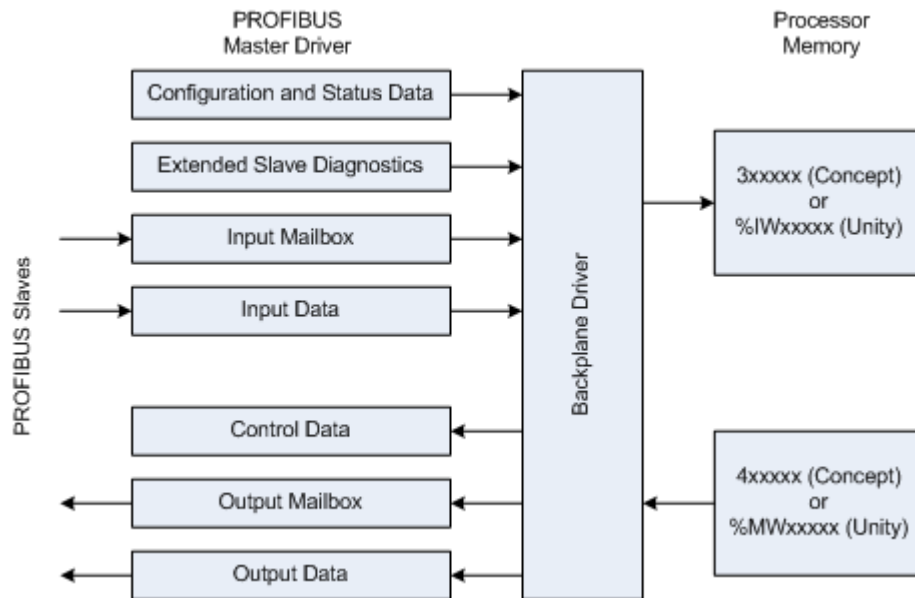 PROFIBUS
Master Driver
Processor
Memory
Configuration and Status Data
Extended Slave Diagnostics
Input Mailbox
Input Data
Control Data
Output Mailbox
Output Data
PROFIBUS Slaves
Backplane Driver
3xxxxx (Concept)
or
%IWxxxxx (Unity)
4xxxxx (Concept)
or
%MWxxxxx (Unity)